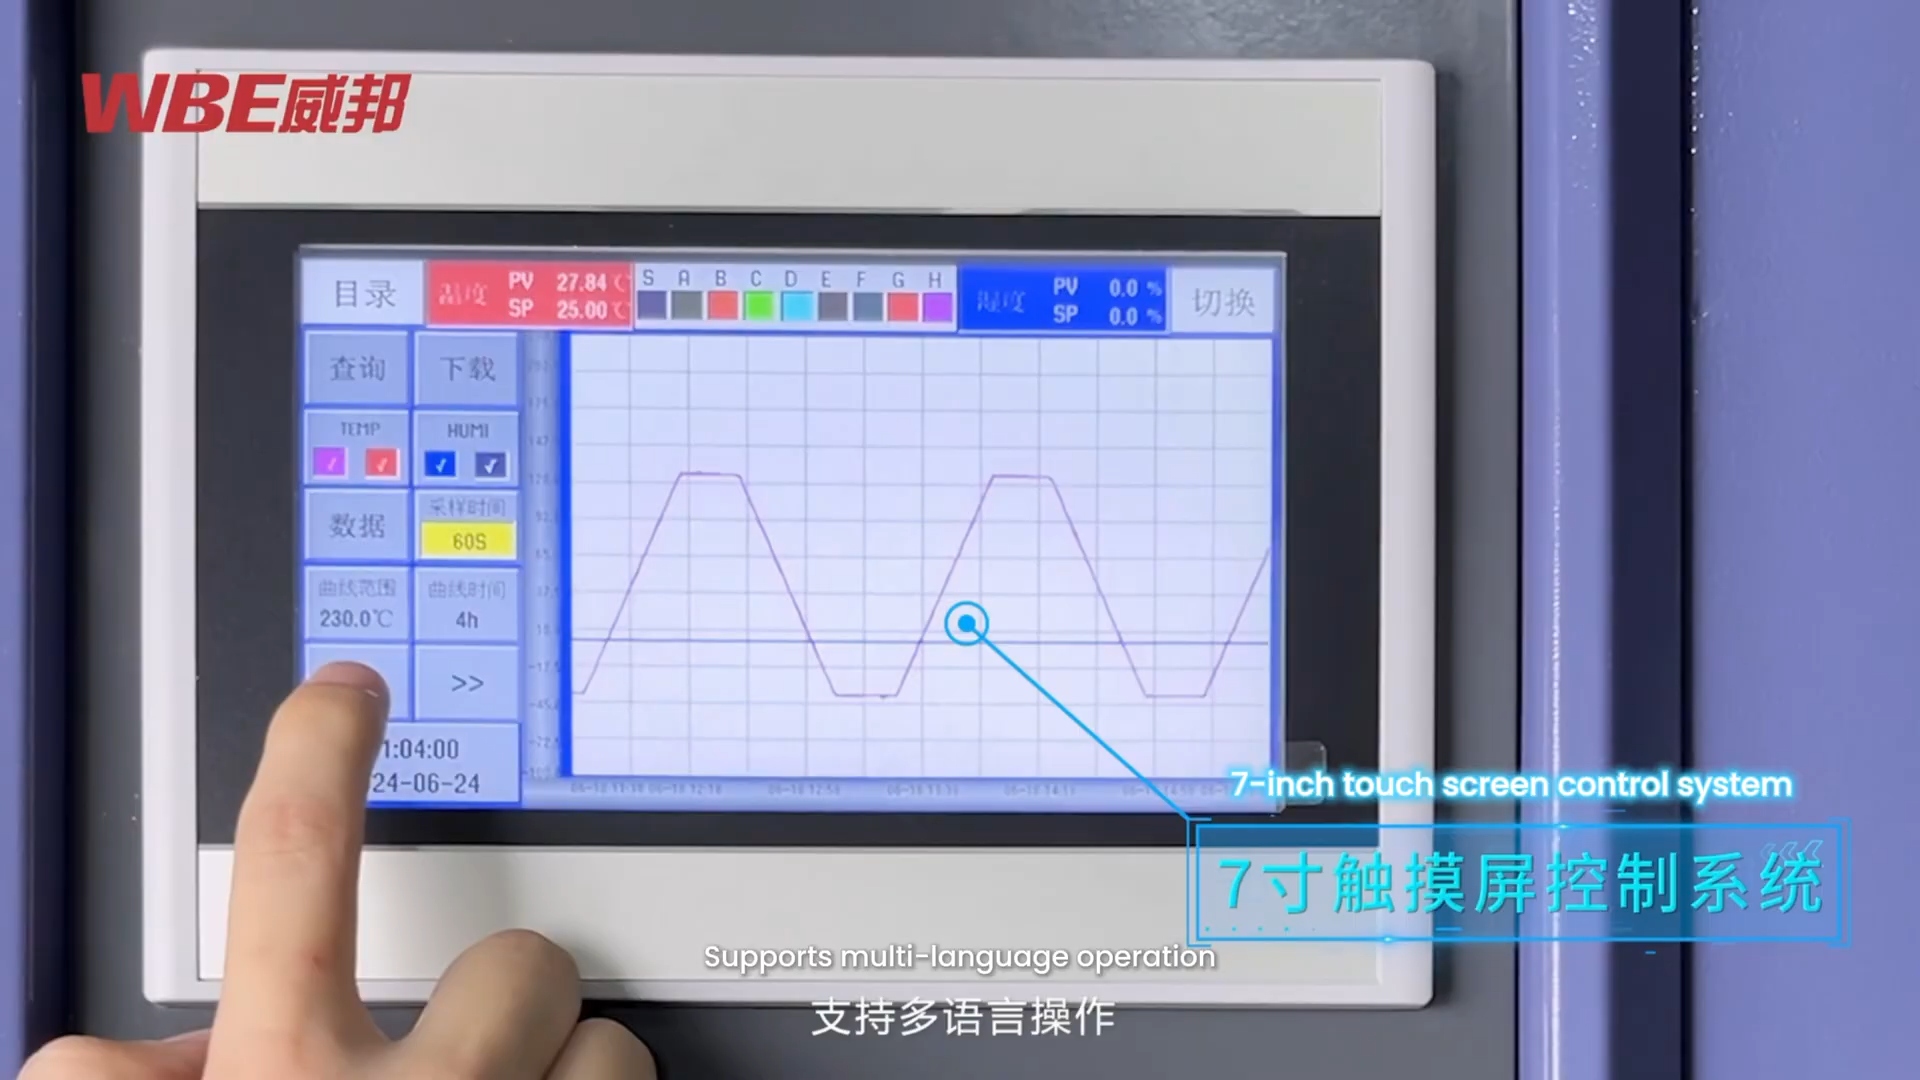 WBE威邦
目录
温度 PV 27.84 ℃
SP 25.00 ℃
S A B C D E F G H
湿度 PV 0.0 %
SP 0.0 %
切换
查询 下载
TEMP HUMI
数据
采样时间
60S
曲线范围
230.0℃
曲线时间
4h
>>
1:04:00
24-06-24
7-inch touch screen control system
7寸触摸屏控制系统
Supports multi-language operation
支持多语言操作